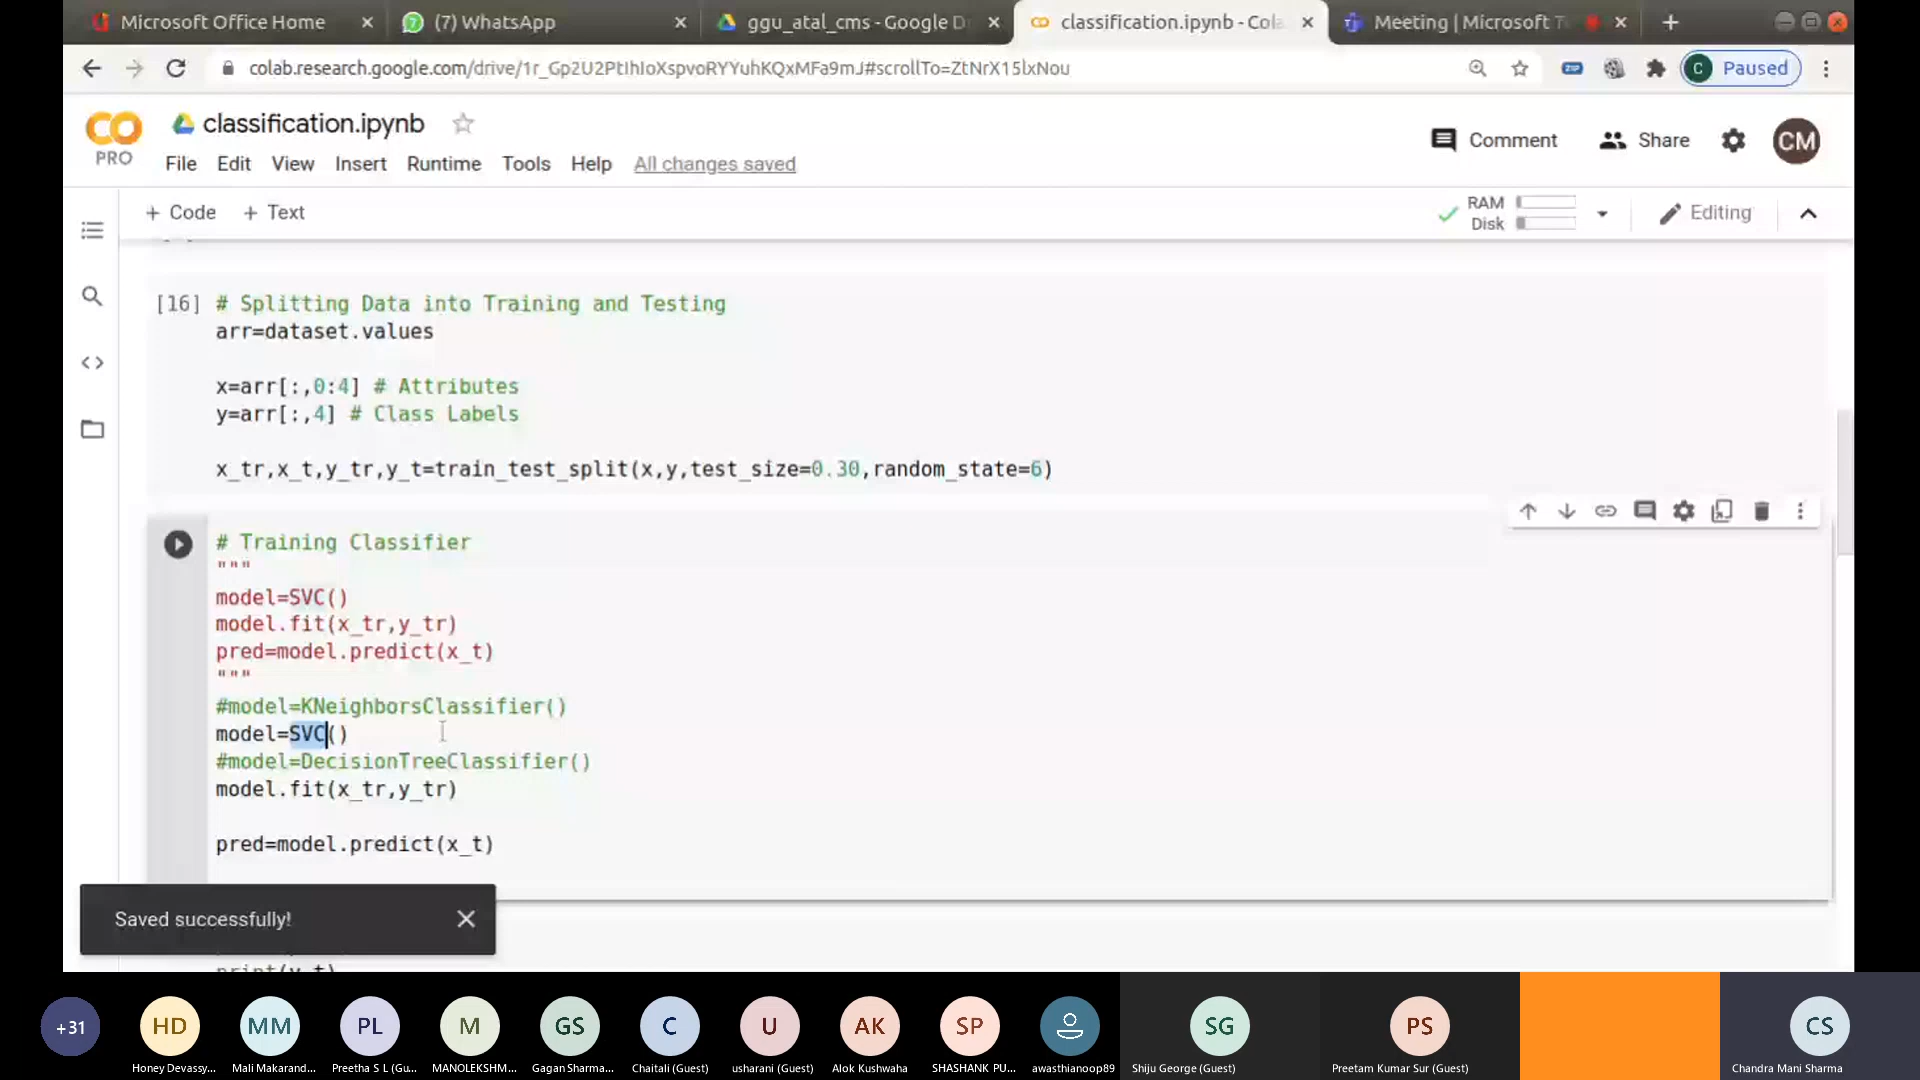 Microsoft Office Home
(7) WhatsApp
ggu_atal_cms - Google D
classification.ipynb - Cola
Meeting | Microsoft T
colab.research.google.com/drive/1r_Gp2U2PtIhIoXspvoRYYuhKQxMFa9mJ#scrollTo=ZtNrX15lxNou
ZIP
C Paused
CO
PRO
classification.ipynb
Comment
Share
CM
File Edit View Insert Runtime Tools Help All changes saved
+ Code + Text
RAM
Disk
Editing
[16] # Splitting Data into Training and Testing
arr=dataset.values
x=arr[:,0:4] # Attributes
y=arr[:,4] # Class Labels
x_tr,x_t,y_tr,y_t=train_test_split(x,y,test_size=0.30,random_state=6)
# Training Classifier
"""
model=SVC()
model.fit(x_tr,y_tr)
pred=model.predict(x_t)
"""
#model=KNeighborsClassifier()
model=SVC()
#model=DecisionTreeClassifier()
model.fit(x_tr,y_tr)
pred=model.predict(x_t)
Saved successfully!
print(y_t)
+31 HD MM PL M GS C U AK SP SG PS CS
Honey Devassy... Mali Makarand... Preetha S L (Gu... MANOLEKSHM... Gagan Sharma... Chaitali (Guest) usharani (Guest) Alok Kushwaha SHASHANK PU... awasthianoop89 Shiju George (Guest) Preetam Kumar Sur (Guest) Chandra Mani Sharma